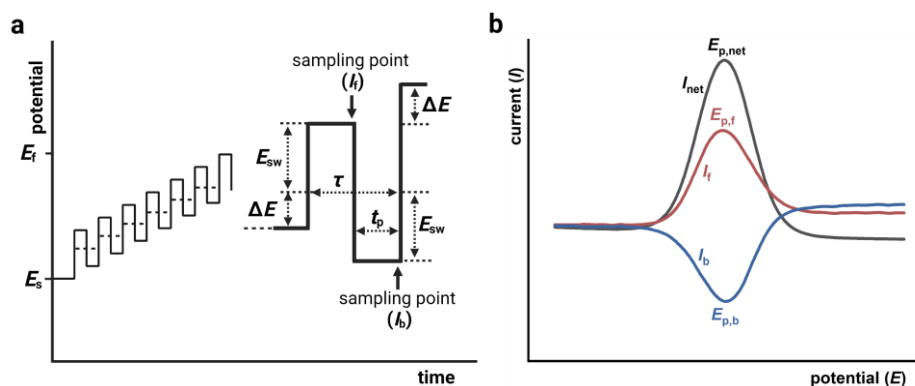 a
potential
E_f
E_s
sampling point
(I_f)
ΔE
E_sw
τ
ΔE
t_p
E_sw
sampling point
(I_b)
time
b
current (I)
E_p,net
I_net
E_p,f
I_f
I_b
E_p,b
potential (E)